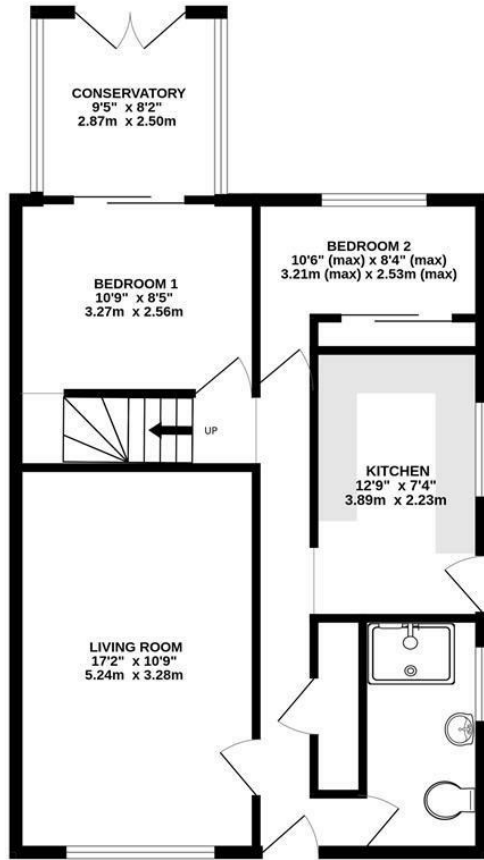 CONSERVATORY
9'5" x 8'2"
2.87m x 2.50m
BEDROOM 1
10'9" x 8'5"
3.27m x 2.56m
BEDROOM 2
10'6" (max) x 8'4" (max)
3.21m (max) x 2.53m (max)
UP
KITCHEN
12'9" x 7'4"
3.89m x 2.23m
LIVING ROOM
17'2" x 10'9"
5.24m x 3.28m